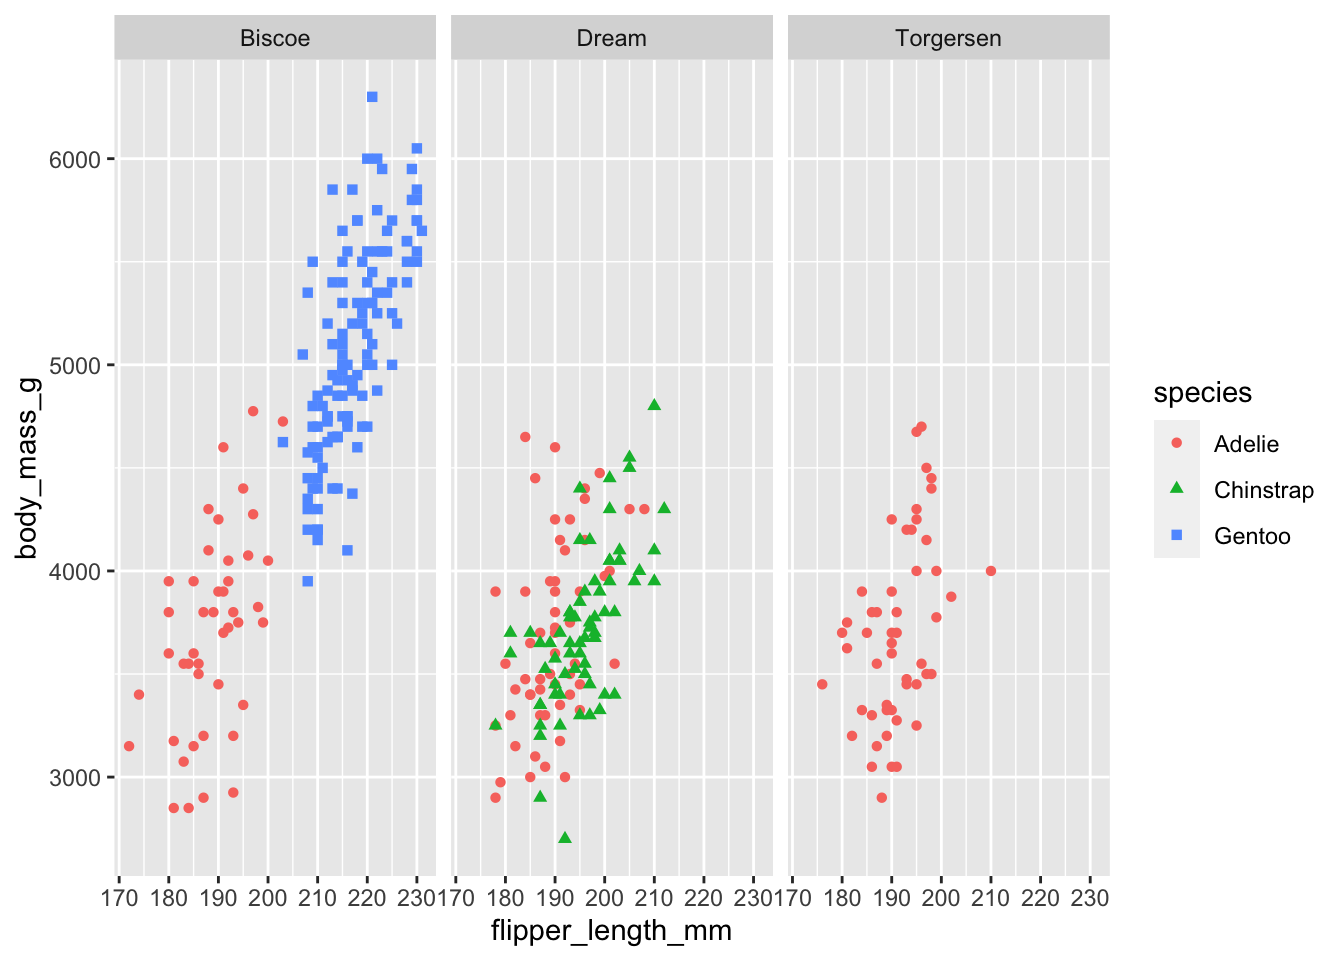 Biscoe Dream Torgersen
6000
5000
4000
3000
body_mass_g
170 180 190 200 210 220 230 170 180 190 200 210 220 230 170 180 190 200 210 220 230
flipper_length_mm
species
Adelie
Chinstrap
Gentoo